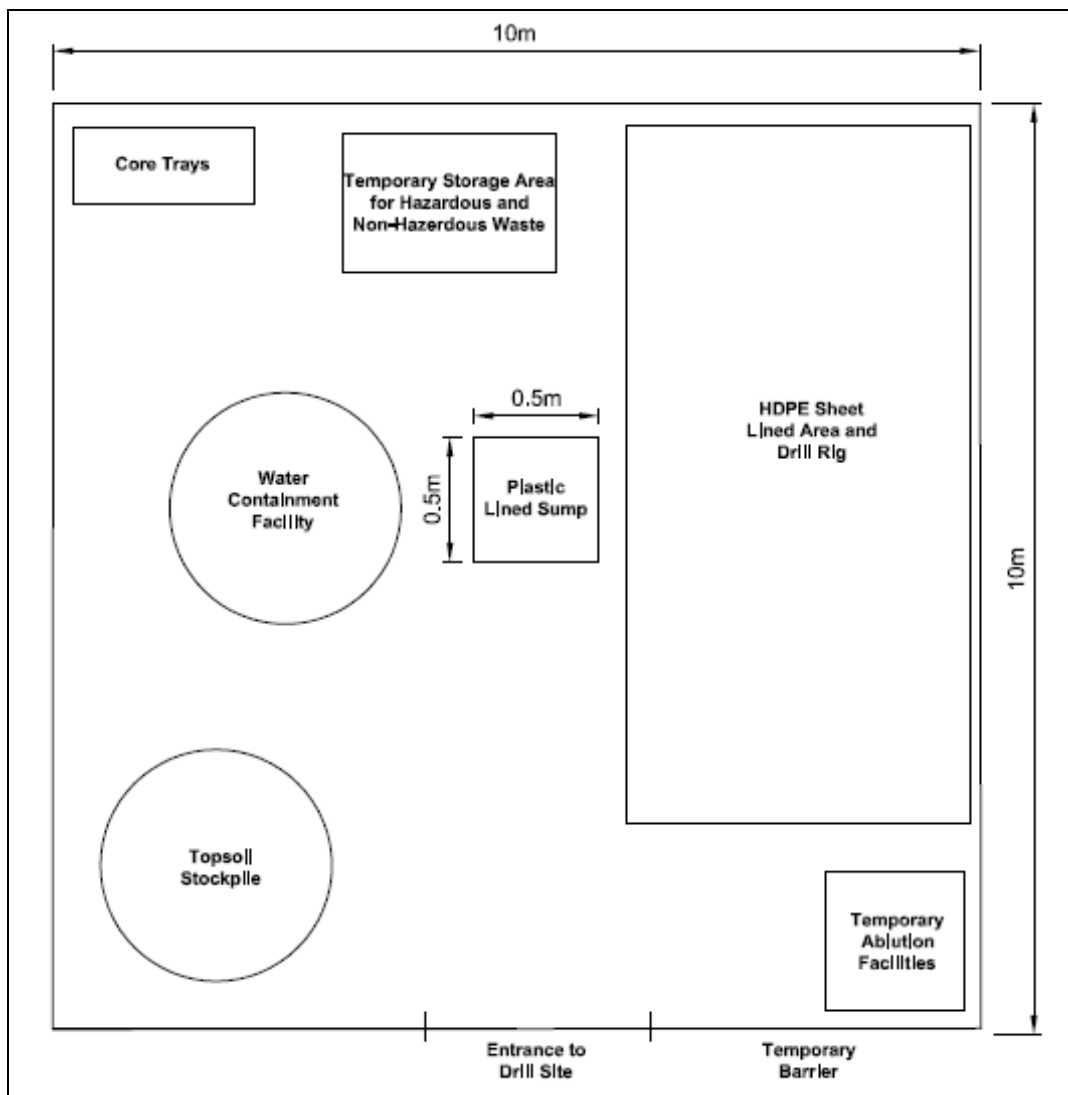 10m
Core Trays
Temporary Storage Area
for Hazardous and
Non-Hazerdous Waste
0.5m
0.5m
Water
Containment
Facility
Plastic
Lined Sump
HDPE Sheet
Lined Area and
Drill Rig
10m
Topsoil
Stockpile
Temporary
Ablution
Facilities
Entrance to
Drill Site
Temporary
Barrier